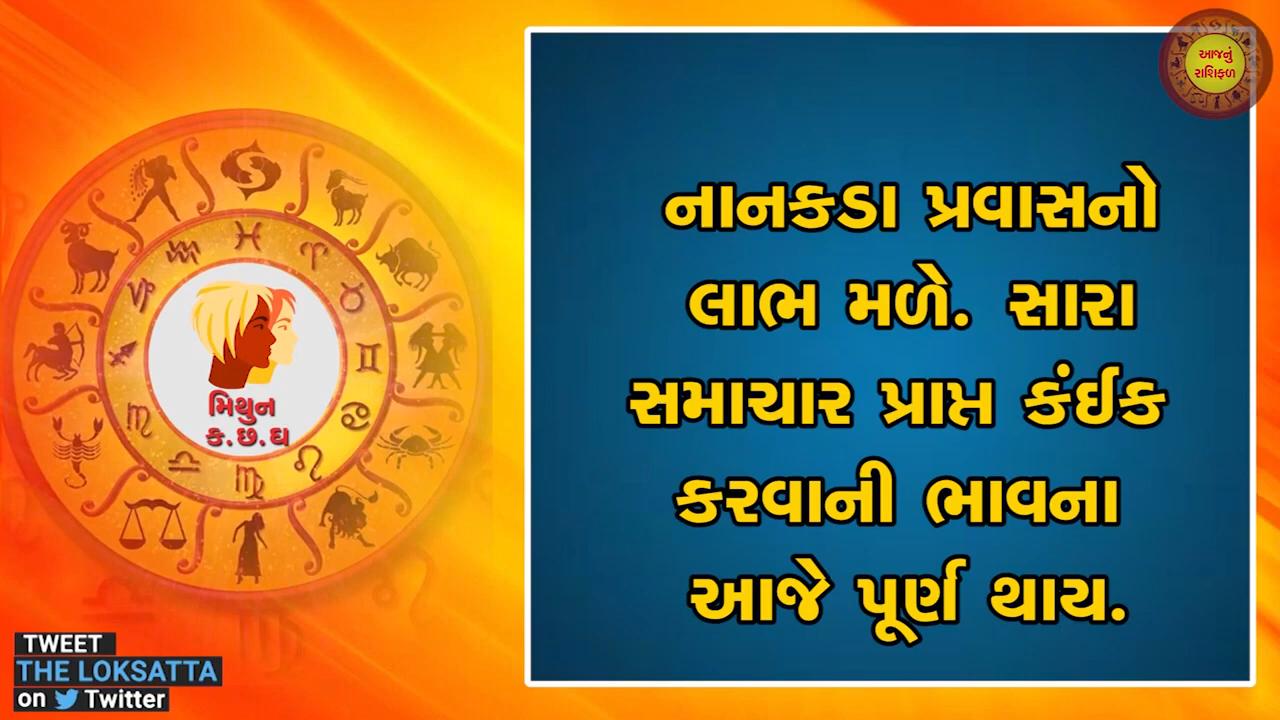 આજનું
રાશિફળ
નાનકડા પ્રવાસનો
લાભ મળે. સારા
સમાચાર પ્રાપ્ત કંઈક
કરવાની ભાવના
આજે પૂર્ણ થાય.
મિથુન
ક.છ.ઘ
TWEET
THE LOKSATTA
on Twitter